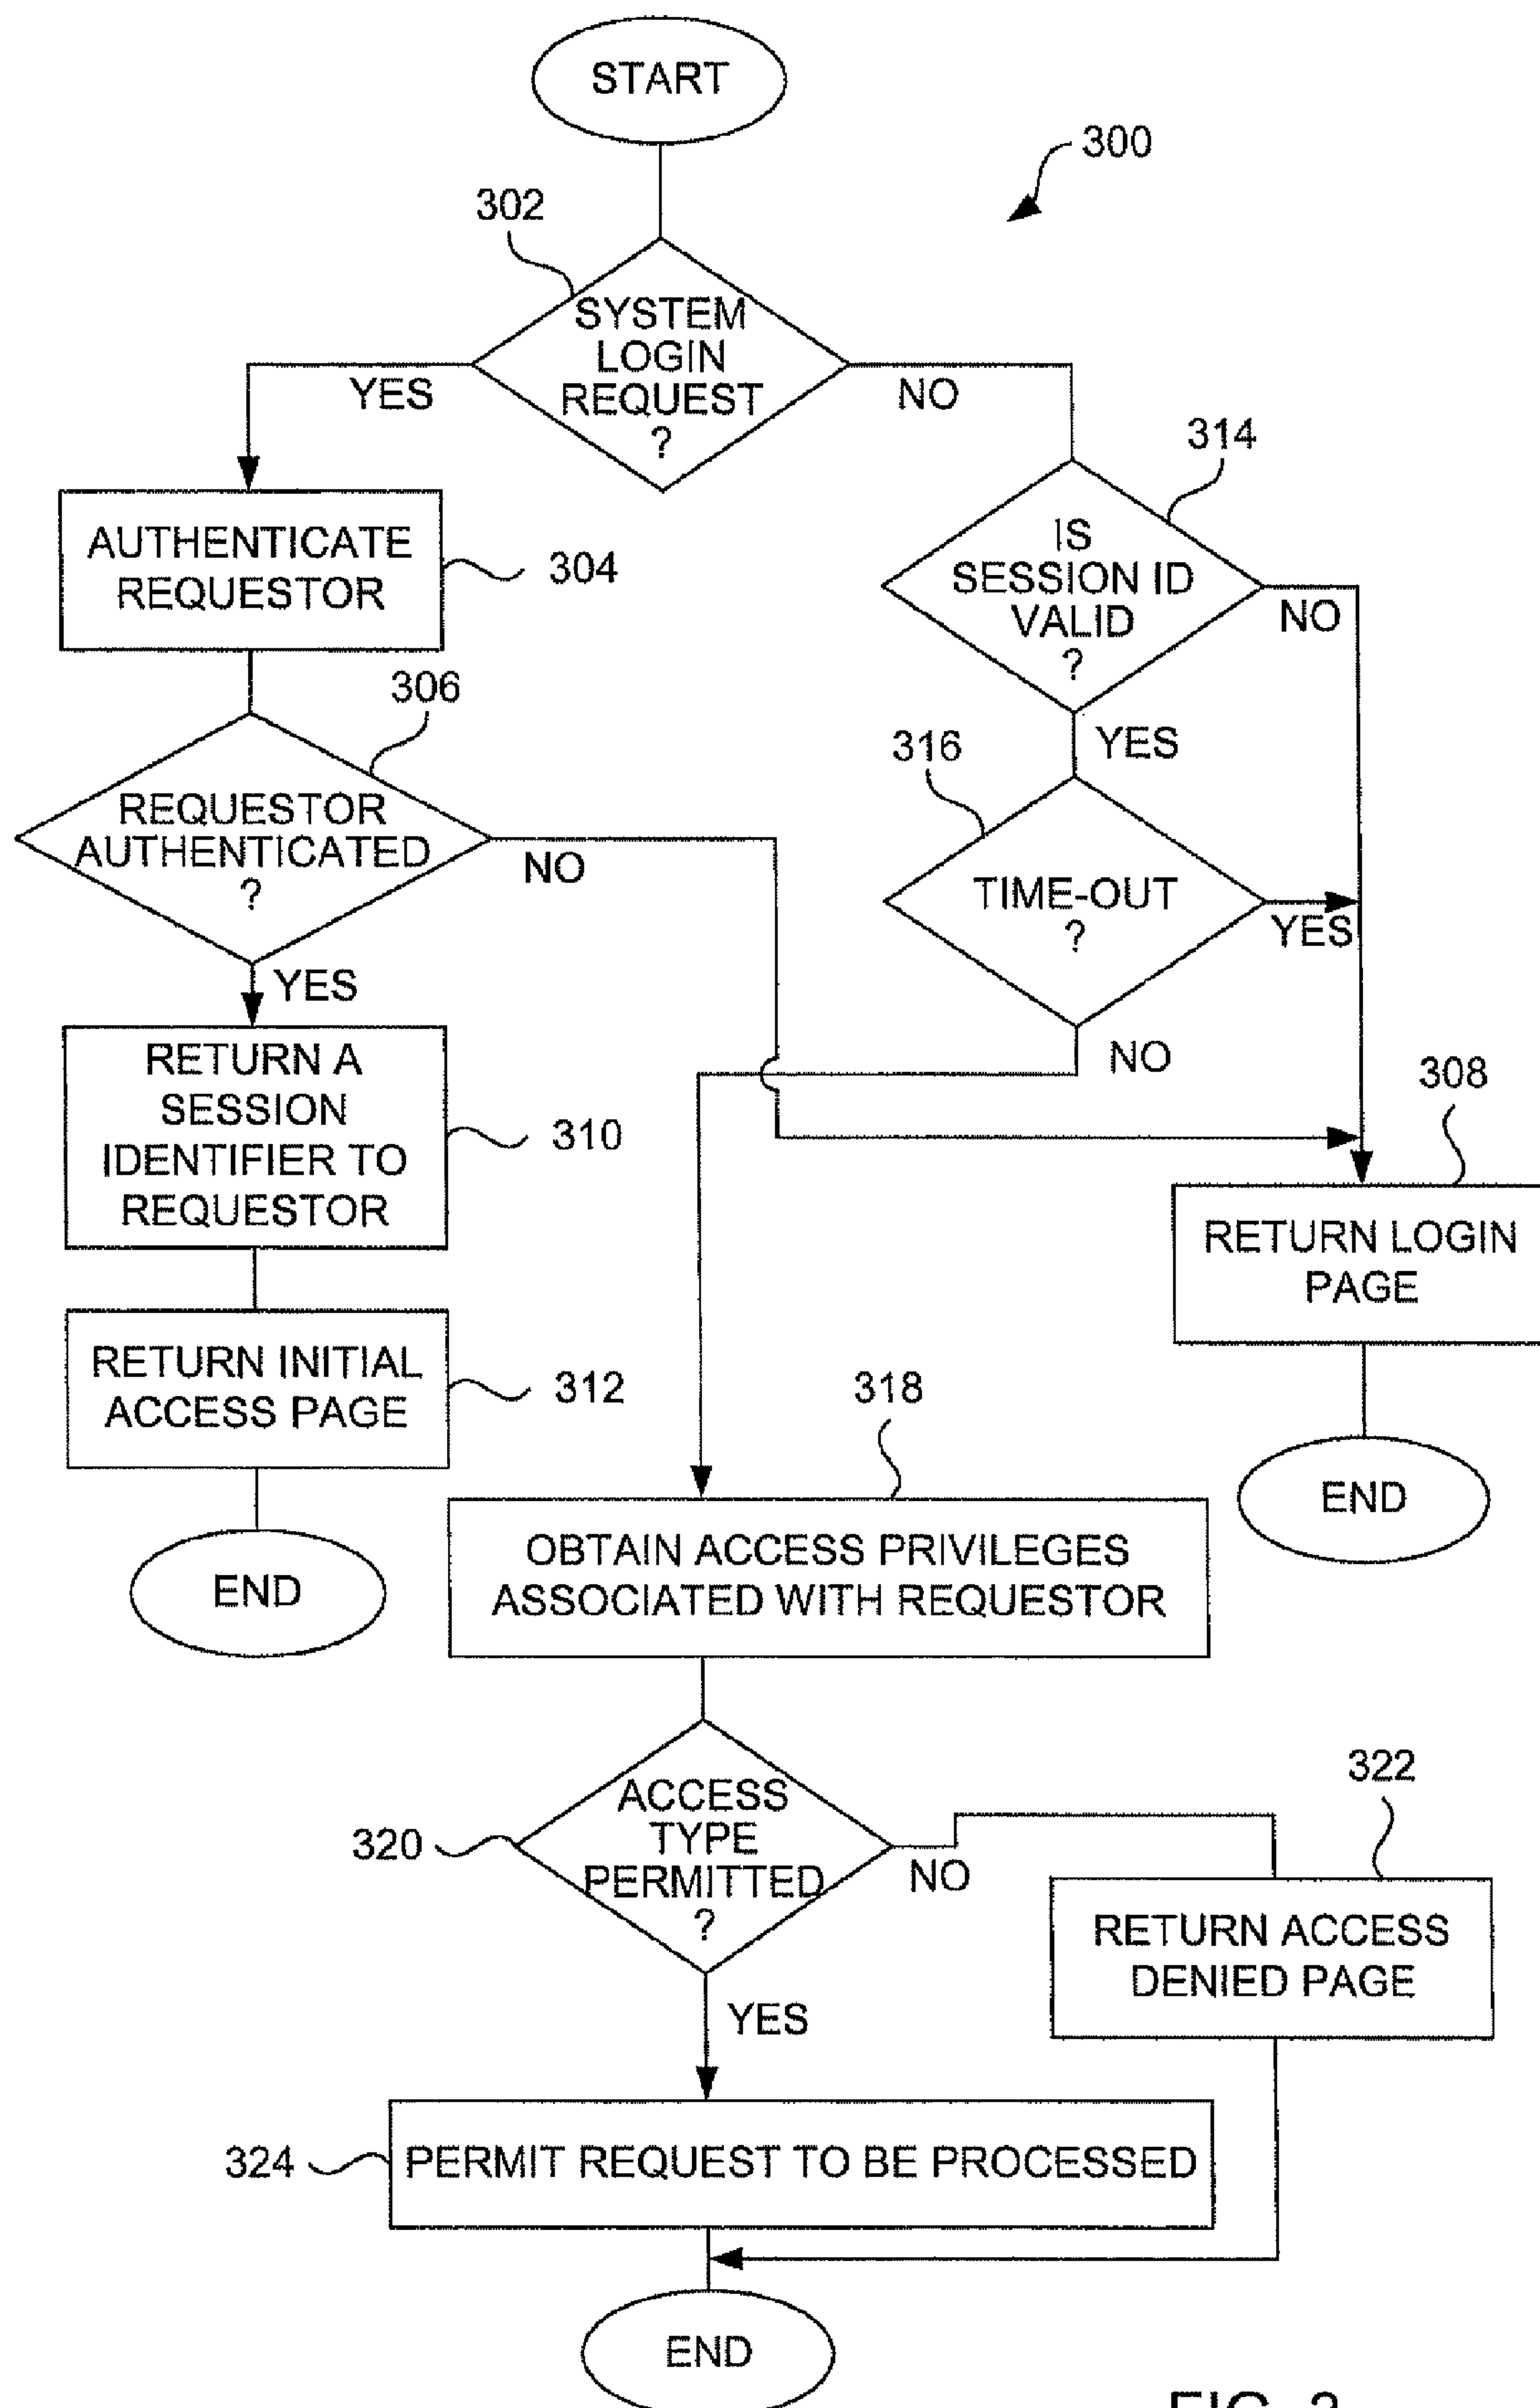 START
300
302
SYSTEM
LOGIN
REQUEST
?
YES
NO
314
IS
SESSION ID
VALID
?
NO
YES
AUTHENTICATE
REQUESTOR
304
306
REQUESTOR
AUTHENTICATED
?
NO
YES
316
TIME-OUT
?
YES
NO
RETURN A
SESSION
IDENTIFIER TO
REQUESTOR
310
308
RETURN LOGIN
PAGE
END
RETURN INITIAL
ACCESS PAGE
312
END
318
OBTAIN ACCESS PRIVILEGES
ASSOCIATED WITH REQUESTOR
320
ACCESS
TYPE
PERMITTED
?
NO
YES
322
RETURN ACCESS
DENIED PAGE
324
PERMIT REQUEST TO BE PROCESSED
END